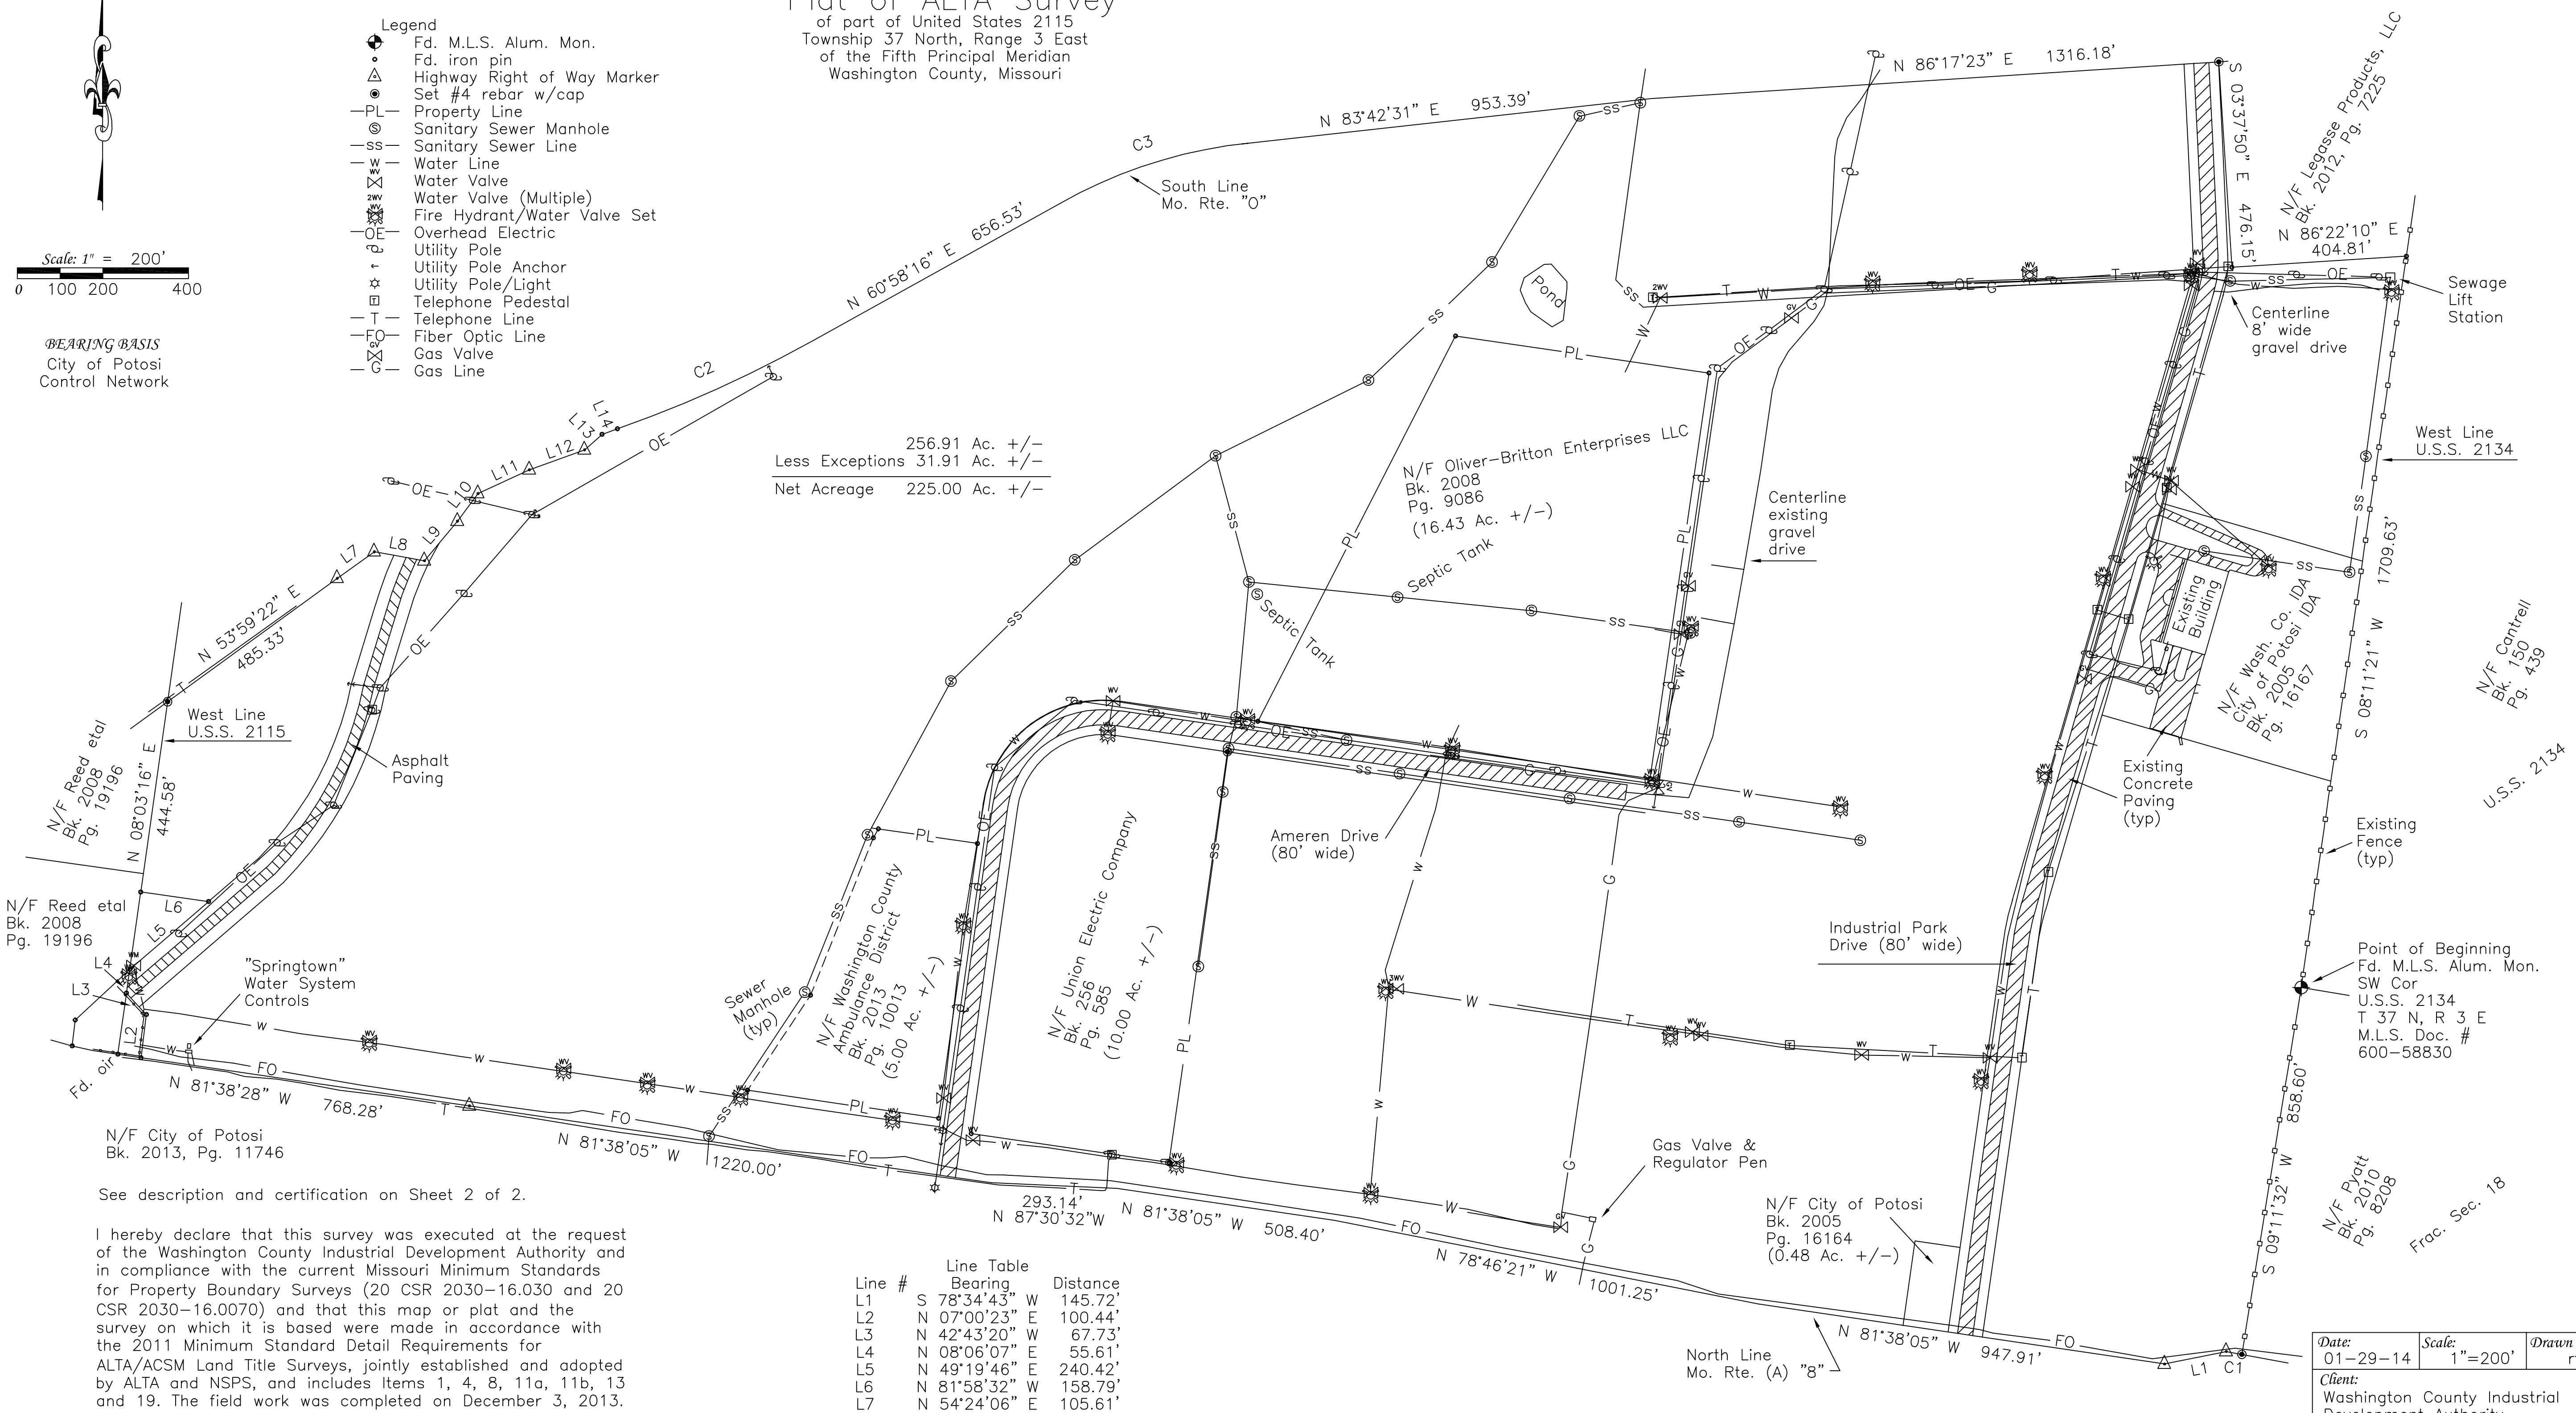 Plat of ALTA Survey
of part of United States 2115
Township 37 North, Range 3 East
of the Fifth Principal Meridian
Washington County, Missouri
Legend
Fd. M.L.S. Alum. Mon.
Fd. iron pin
Highway Right of Way Marker
Set #4 rebar w/cap
—PL— Property Line
Ⓢ Sanitary Sewer Manhole
—SS— Sanitary Sewer Line
— W — Water Line
WV Water Valve
2WV Water Valve (Multiple)
WV Fire Hydrant/Water Valve Set
—OE— Overhead Electric
Utility Pole
Utility Pole Anchor
Utility Pole/Light
T Telephone Pedestal
— T — Telephone Line
—FO— Fiber Optic Line
GV Gas Valve
— G — Gas Line
Scale: 1" = 200'
0 100 200 400
BEARING BASIS
City of Potosi
Control Network
N 86°17'23" E 1316.18'
N 83°42'31" E 953.39'
C3
South Line
Mo. Rte. "O"
N 60°58'16" E 656.53'
C2
S 03°37'50" E 476.15'
N/F Legasse Products, LLC
Bk. 2012, Pg. 7225
N 86°22'10" E
404.81'
Sewage
Lift
Station
Centerline
8' wide
gravel drive
Pond
West Line
U.S.S. 2134
L14
L13
L12
L11
L10
L9
L8
L7
256.91 Ac. +/-
Less Exceptions 31.91 Ac. +/-
Net Acreage 225.00 Ac. +/-
N/F Oliver-Britton Enterprises LLC
Bk. 2008
Pg. 9086
(16.43 Ac. +/-)
Septic Tank
Septic Tank
Centerline
existing
gravel
drive
Existing
Building
N/F Wash. Co. IDA
City of Potosi IDA
Bk. 2005
Pg. 16167
S 08°11'21" W 1709.63'
N/F Cantrell
Bk. 150
Pg. 439
U.S.S. 2134
N 53°59'22" E
485.33'
West Line
U.S.S. 2115
N/F Reed etal
Bk. 2008
Pg. 19196
N 08°03'16" E
444.58'
Asphalt
Paving
Existing
Concrete
Paving
(typ)
Existing
Fence
(typ)
Ameren Drive
(80' wide)
N/F Reed etal
Bk. 2008
Pg. 19196
L6
L5
L4
L3
L2
"Springtown"
Water System
Controls
Sewer
Manhole
(typ)
N/F Washington County
Ambulance District
Bk. 2013
Pg. 10013
(5.00 Ac. +/-)
N/F Union Electric Company
Bk. 256
Pg. 585
(10.00 Ac. +/-)
Industrial Park
Drive (80' wide)
Point of Beginning
Fd. M.L.S. Alum. Mon.
SW Cor
U.S.S. 2134
T 37 N, R 3 E
M.L.S. Doc. #
600-58830
Fd. oir
N 81°38'28" W 768.28'
N/F City of Potosi
Bk. 2013, Pg. 11746
N 81°38'05" W 1220.00'
293.14'
N 87°30'32"W
N 81°38'05" W 508.40'
Gas Valve &
Regulator Pen
N 78°46'21" W 1001.25'
N/F City of Potosi
Bk. 2005
Pg. 16164
(0.48 Ac. +/-)
S 09°11'32" W 858.60'
N/F Pyatt
Bk. 2010
Pg. 8208
Frac. Sec. 18
North Line
Mo. Rte. (A) "8"
N 81°38'05" W 947.91'
L1 C1
See description and certification on Sheet 2 of 2.
I hereby declare that this survey was executed at the request
of the Washington County Industrial Development Authority and
in compliance with the current Missouri Minimum Standards
for Property Boundary Surveys (20 CSR 2030-16.030 and 20
CSR 2030-16.0070) and that this map or plat and the
survey on which it is based were made in accordance with
the 2011 Minimum Standard Detail Requirements for
ALTA/ACSM Land Title Surveys, jointly established and adopted
by ALTA and NSPS, and includes Items 1, 4, 8, 11a, 11b, 13
and 19. The field work was completed on December 3, 2013.
Line Table
Line # Bearing Distance
L1 S 78°34'43" W 145.72'
L2 N 07°00'23" E 100.44'
L3 N 42°43'20" W 67.73'
L4 N 08°06'07" E 55.61'
L5 N 49°19'46" E 240.42'
L6 N 81°58'32" W 158.79'
L7 N 54°24'06" E 105.61'
Date: Scale: Drawn
01-29-14 1"=200'
Client:
Washington County Industrial
Development Authority